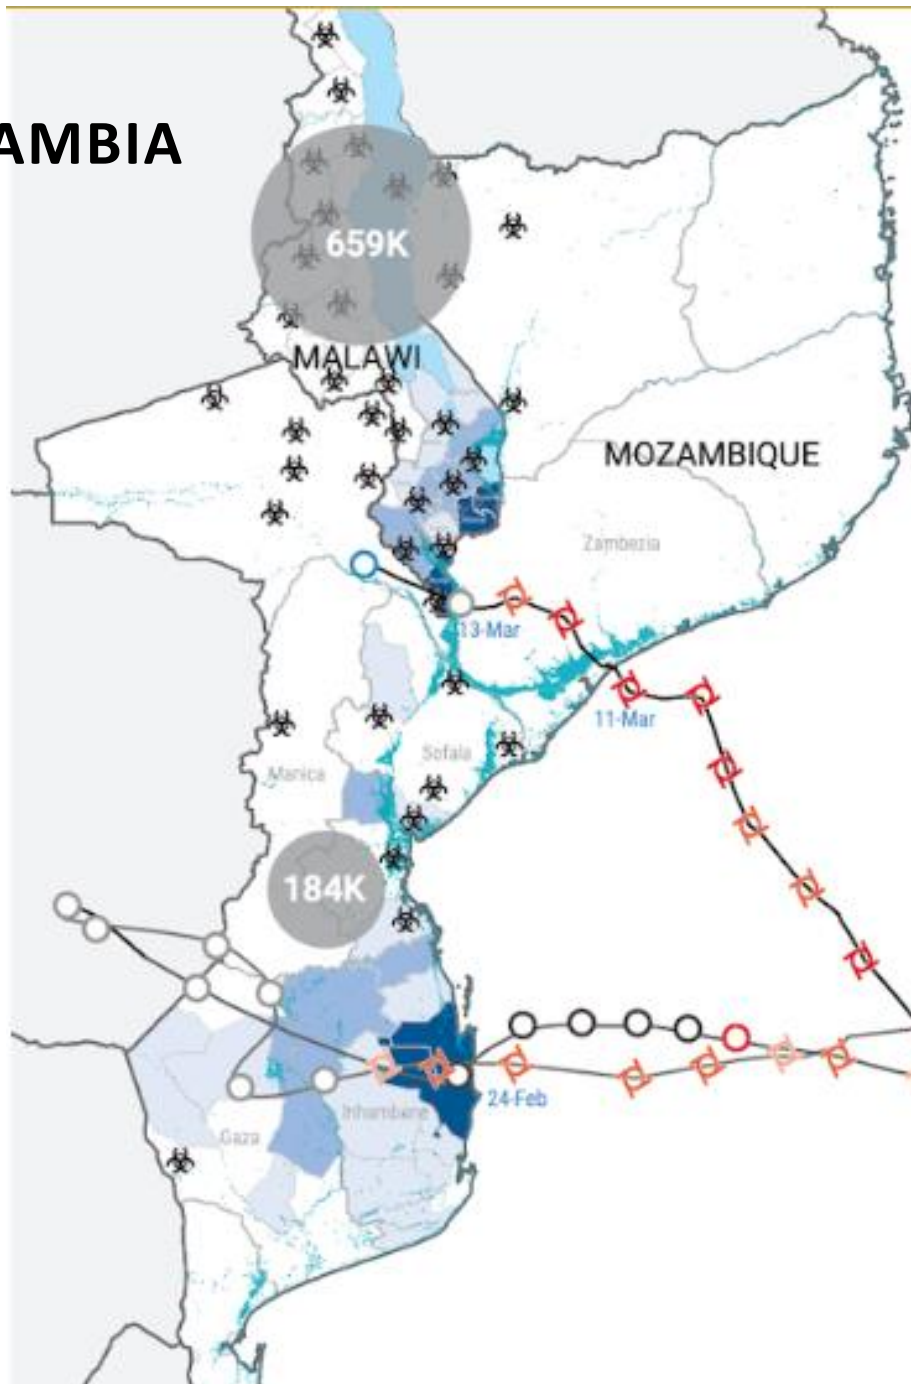 AMBIA
659K
MALAWI
MOZAMBIQUE
Zambezia
13-Mar
11-Mar
Sofala
Manica
184K
24-Feb
Inhambane
Gaza